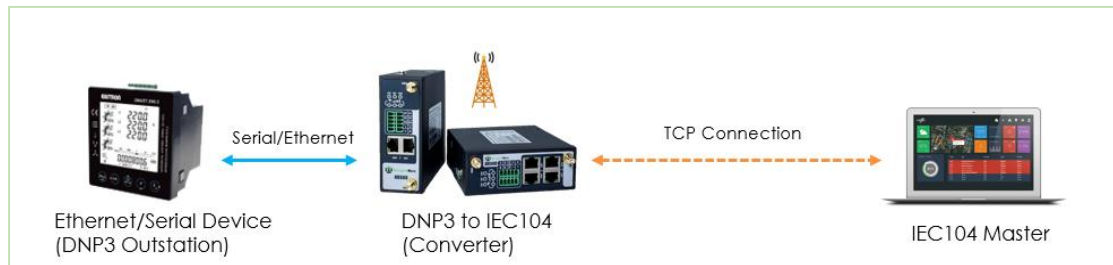 Serial/Ethernet
TCP Connection
Ethernet/Serial Device
(DNP3 Outstation)
DNP3 to IEC104
(Converter)
IEC104 Master